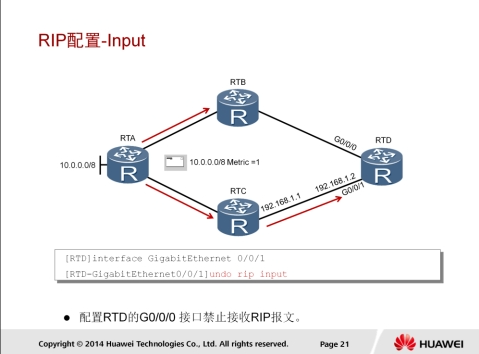 RIP配置-Input
RTB
RTA
G0/0/0
RTD
10.0.0.0/8
10.0.0.0/8 Metric =1
RTC
192.168.1.1
192.168.1.2
G0/0/1
R
R
R
R
[RTD]interface GigabitEthernet 0/0/1
[RTD-GigabitEthernet0/0/1]undo rip input
● 配置RTD的G0/0/0 接口禁止接收RIP报文。
Copyright © 2014 Huawei Technologies Co., Ltd. All rights reserved.
Page 21
HUAWEI